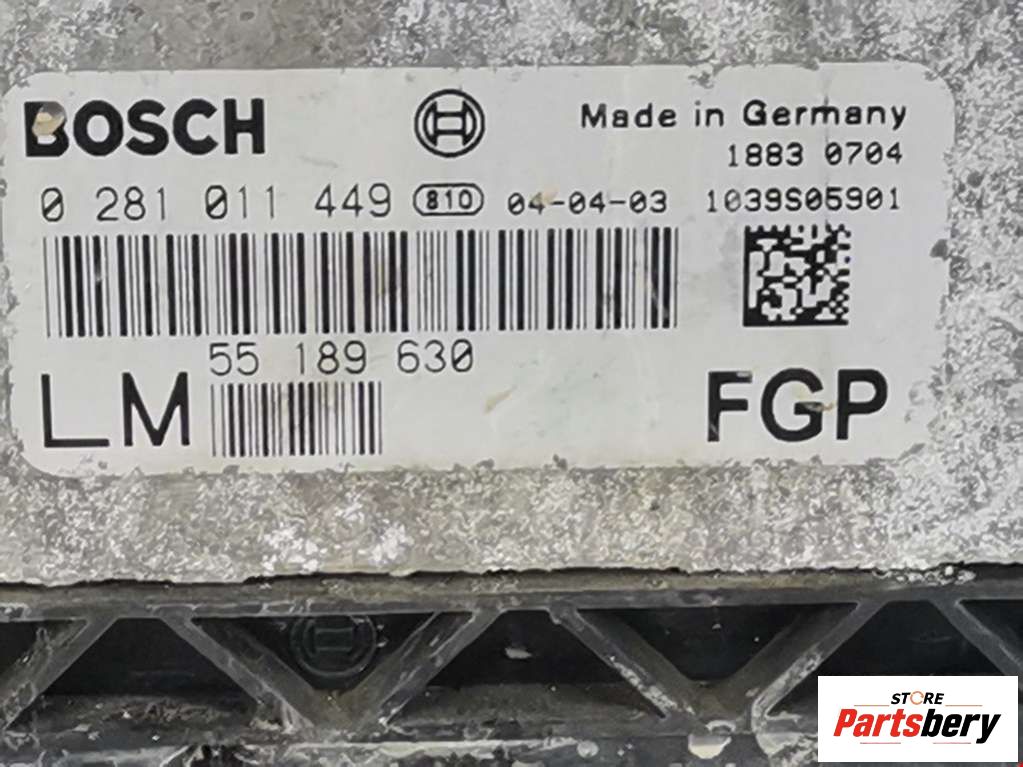 BOSCH Made in Germany
1883 0704
0 281 011 449 810 04-04-03 1039S05901
55 189 630
LM FGP
STORE
Partsbery